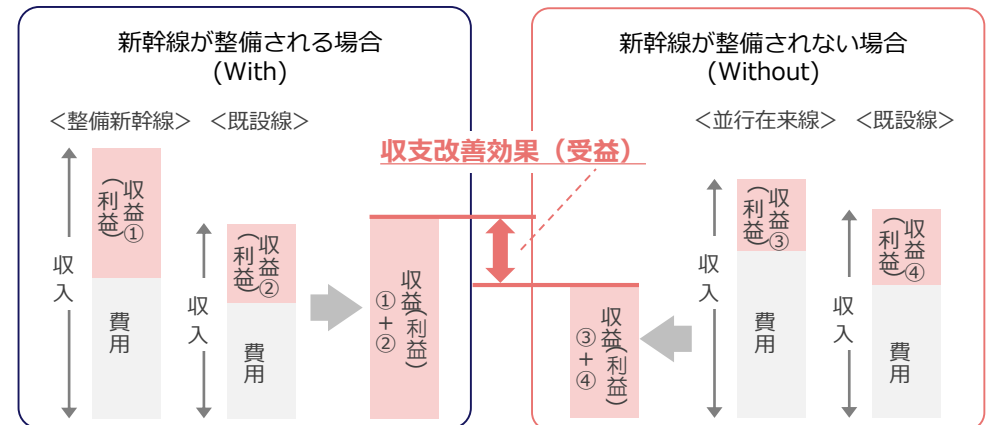 新幹線が整備される場合
(With)
＜整備新幹線＞
＜既設線＞
収入
収益①
(利益)
費用
収入
収益②
(利益)
費用
収益(利益)
①＋②
収支改善効果（受益）
新幹線が整備されない場合
(Without)
＜並行在来線＞
＜既設線＞
収益(利益)
③＋④
収入
収益③
(利益)
費用
収入
収益④
(利益)
費用